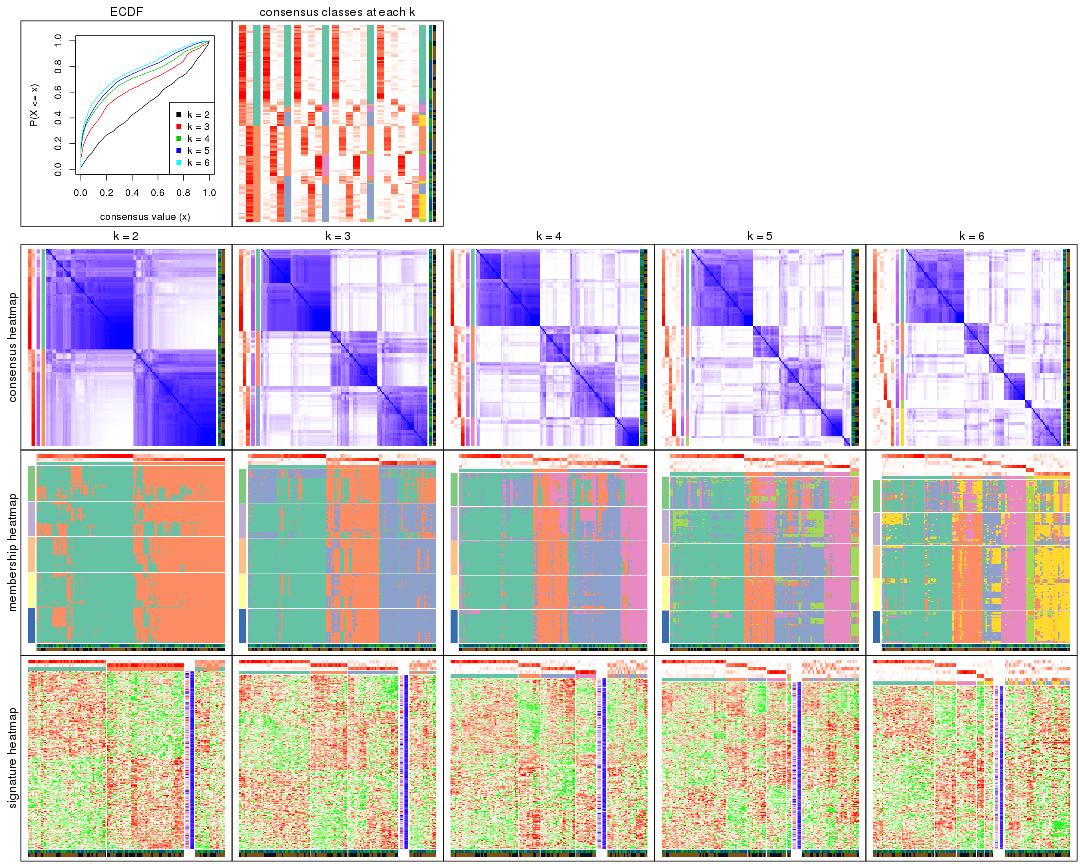 ECDF
consensus classes at each k
P(X <= x)
0.0 0.2 0.4 0.6 0.8 1.0
k = 2
k = 3
k = 4
k = 5
k = 6
0.0 0.2 0.4 0.6 0.8 1.0
consensus value (x)
k = 2 k = 3 k = 4 k = 5 k = 6
consensus heatmap
membership heatmap
signature heatmap